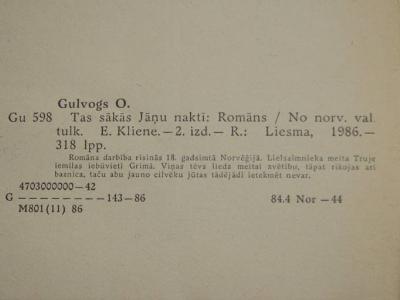 Gulvogs O.
Gu 598 Tas sākās Jāņu naktī: Romāns / No norv. val.
tulk. E. Kliene. — 2. izd — R.: Liesma, 1986. —
318 lpp.
Romāna darbība risinās 18. gadsimtā Norvēģijā. Lielsaimnieka meita Truje
iemīlas iebūvietī Grimā. Viņas tēvs liedz meitai svētību, tāpat rīkojas arī
baznīca, taču abu jauno cilvēku jūtas tādējādi ietekmēt nevar.
4703000000—42
G — — — — — — — — 143—86 84.4 Nor —44
M801(11) 86